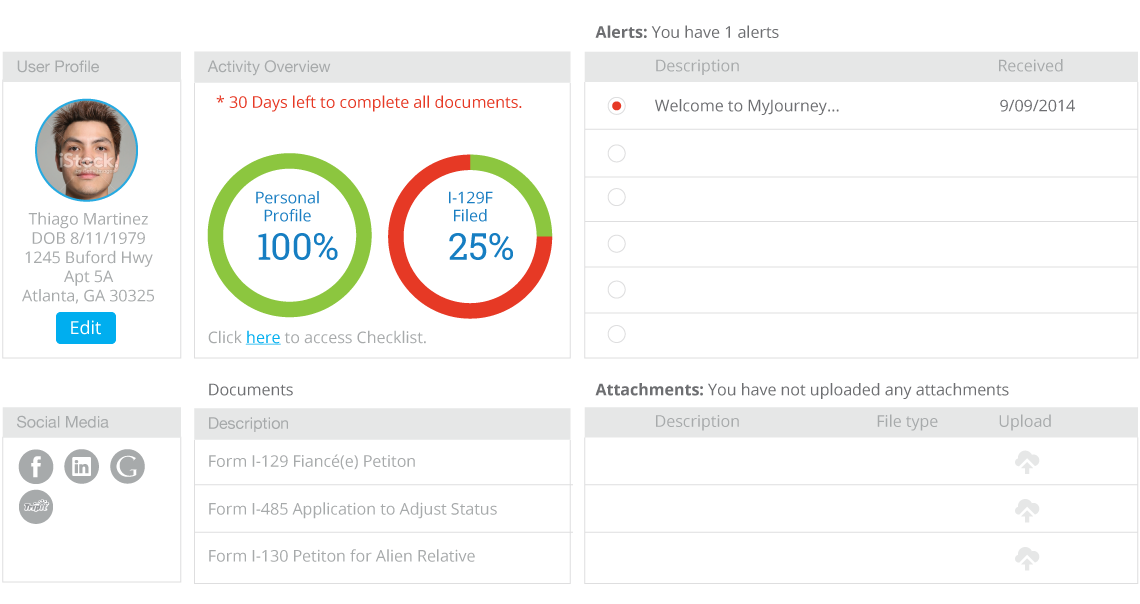 Alerts: You have 1 alerts
User Profile
Activity Overview
Description Received
* 30 Days left to complete all documents.
Welcome to MyJourney... 9/09/2014
iStock
Thiago Martinez
DOB 8/11/1979
1245 Buford Hwy
Apt 5A
Atlanta, GA 30325
Edit
Personal
Profile
100%
I-129F
Filed
25%
Click here to access Checklist.
Documents
Attachments: You have not uploaded any attachments
Social Media
f
in
G
Mint
Description
Form I-129 Fiancé(e) Petiton
Form I-485 Application to Adjust Status
Form I-130 Petiton for Alien Relative
Description File type Upload